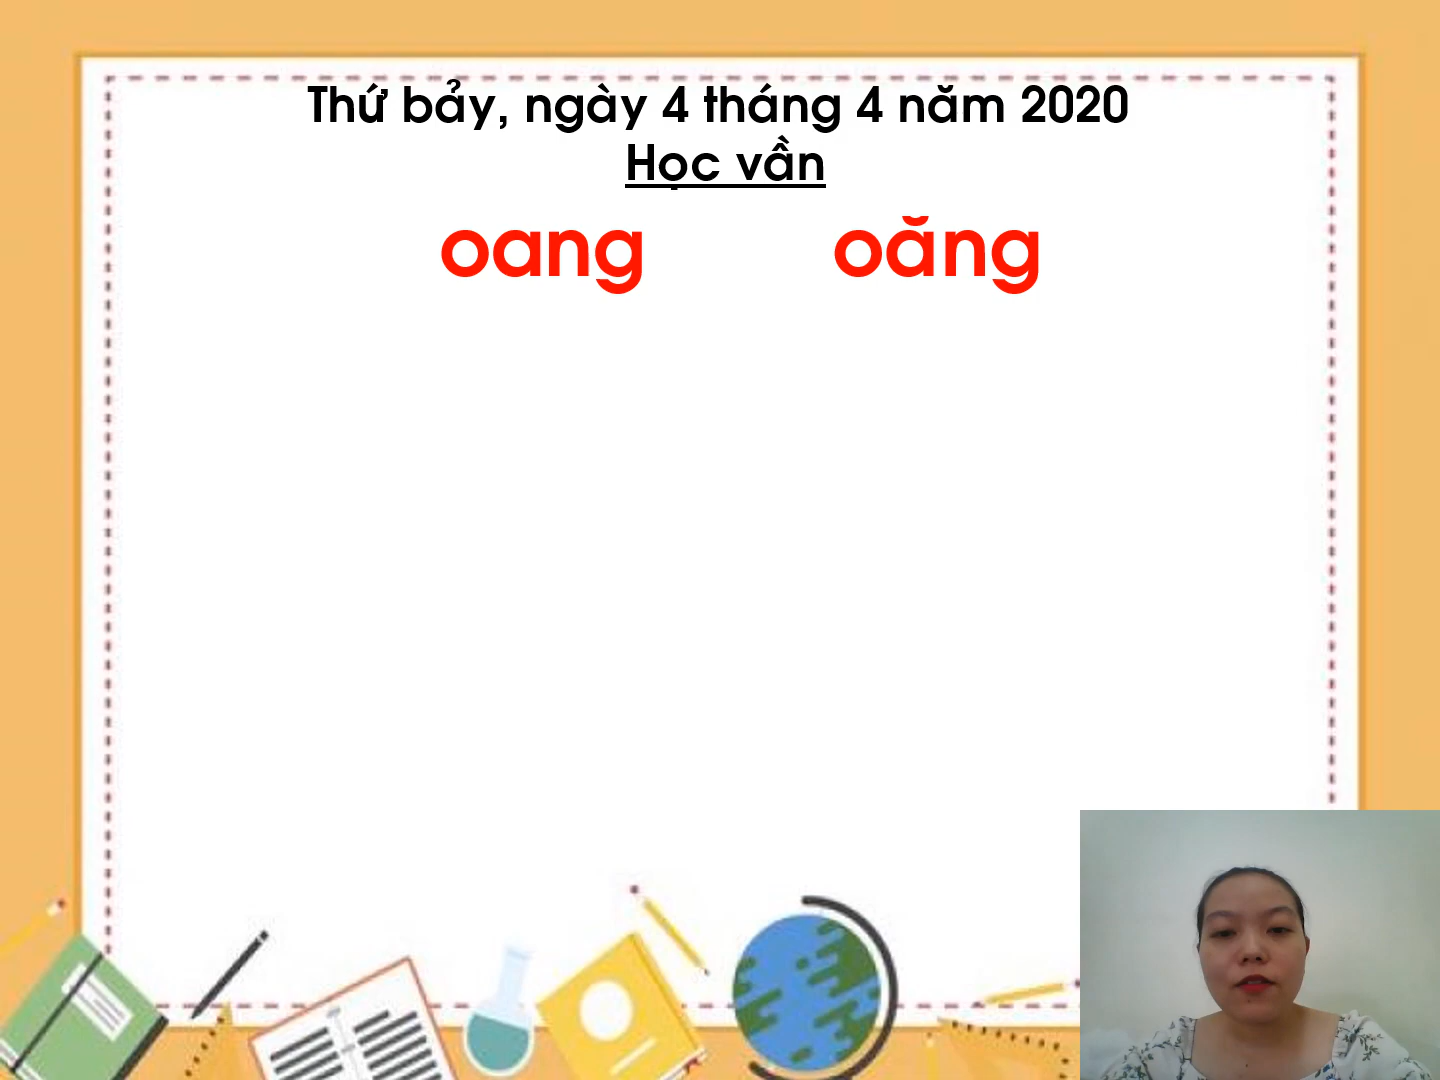 Thứ bảy, ngày 4 tháng 4 năm 2020
Học vần
oang oăng